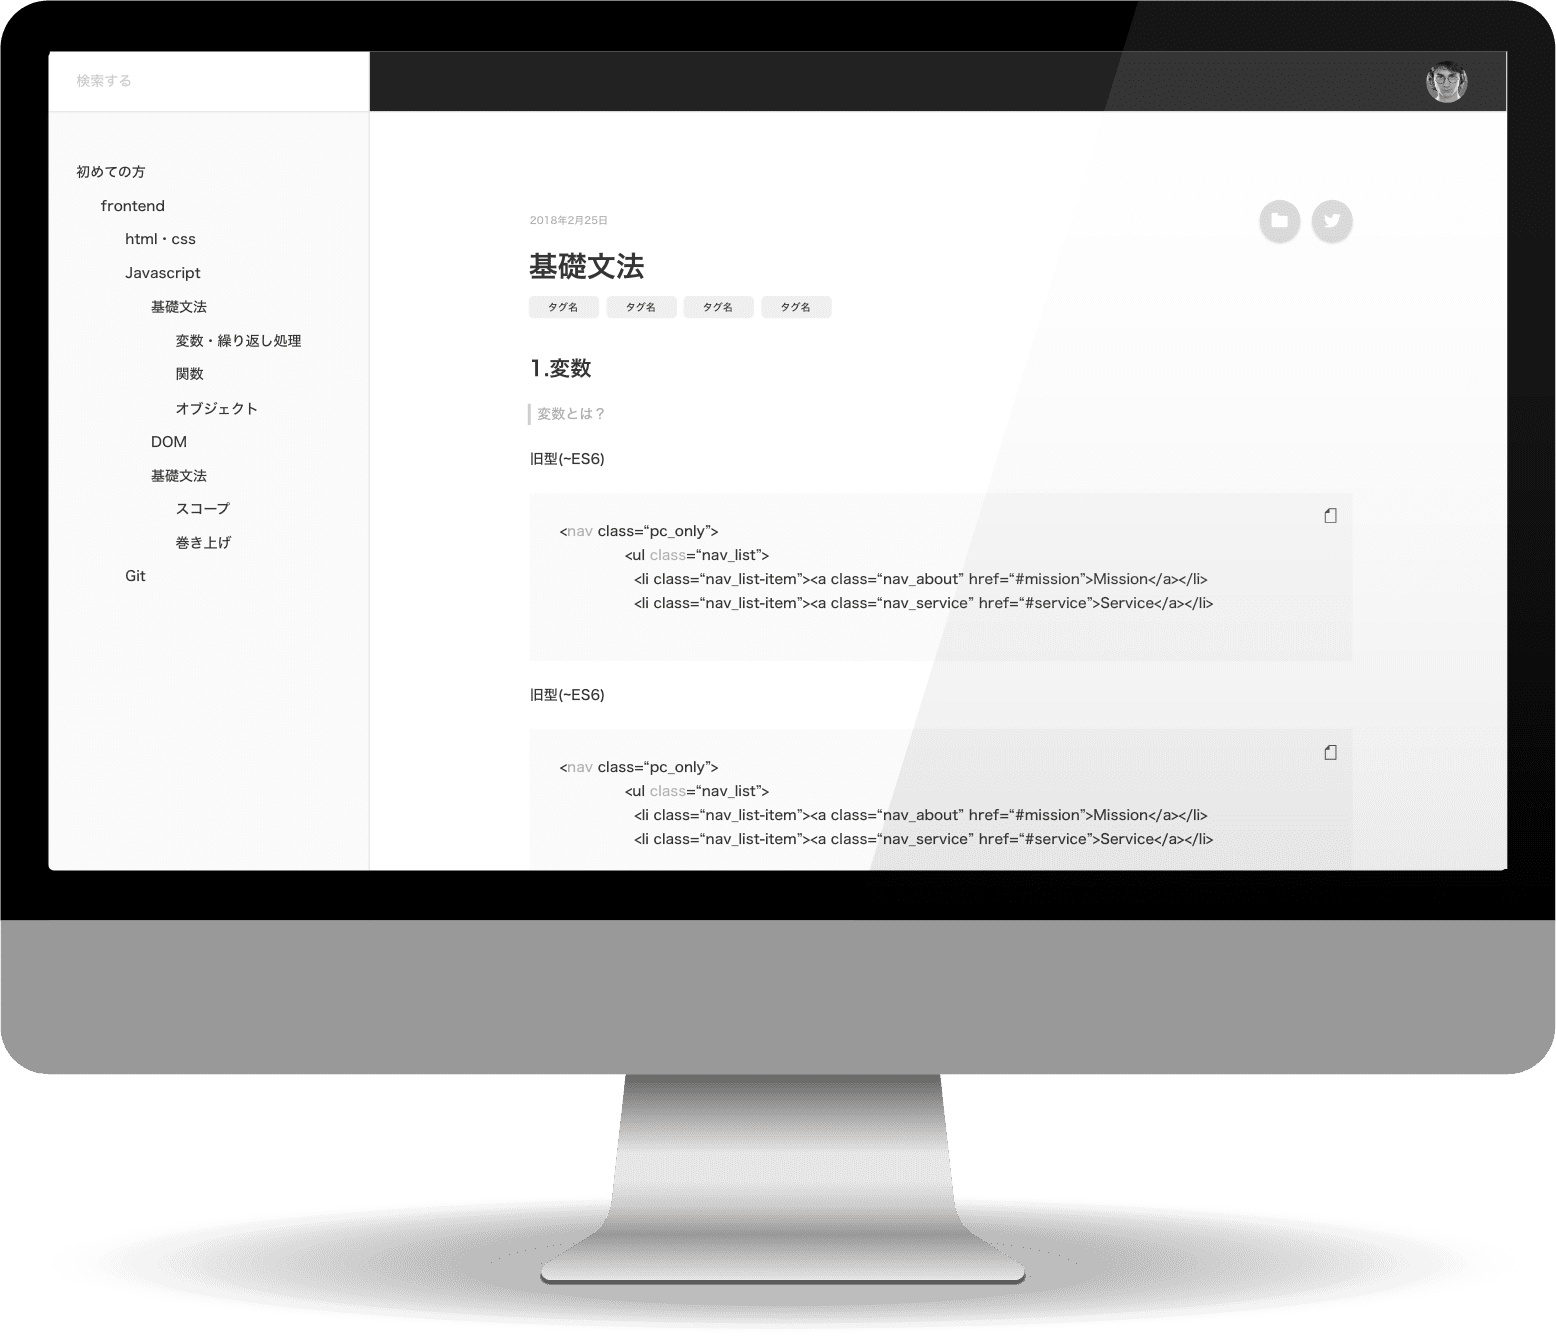 検索する
初めての方
frontend
html・css
Javascript
基礎文法
変数・繰り返し処理
関数
オブジェクト
DOM
基礎文法
スコープ
巻き上げ
Git
2018年2月25日
基礎文法
タグ名 タグ名 タグ名 タグ名
1.変数
変数とは？
旧型(~ES6)
<nav class=“pc_only”>
<ul class=“nav_list”>
<li class=“nav_list-item”><a class=“nav_about” href=“#mission”>Mission</a></li>
<li class=“nav_list-item”><a class=“nav_service” href=“#service”>Service</a></li>
旧型(~ES6)
<nav class=“pc_only”>
<ul class=“nav_list”>
<li class=“nav_list-item”><a class=“nav_about” href=“#mission”>Mission</a></li>
<li class=“nav_list-item”><a class=“nav_service” href=“#service”>Service</a></li>